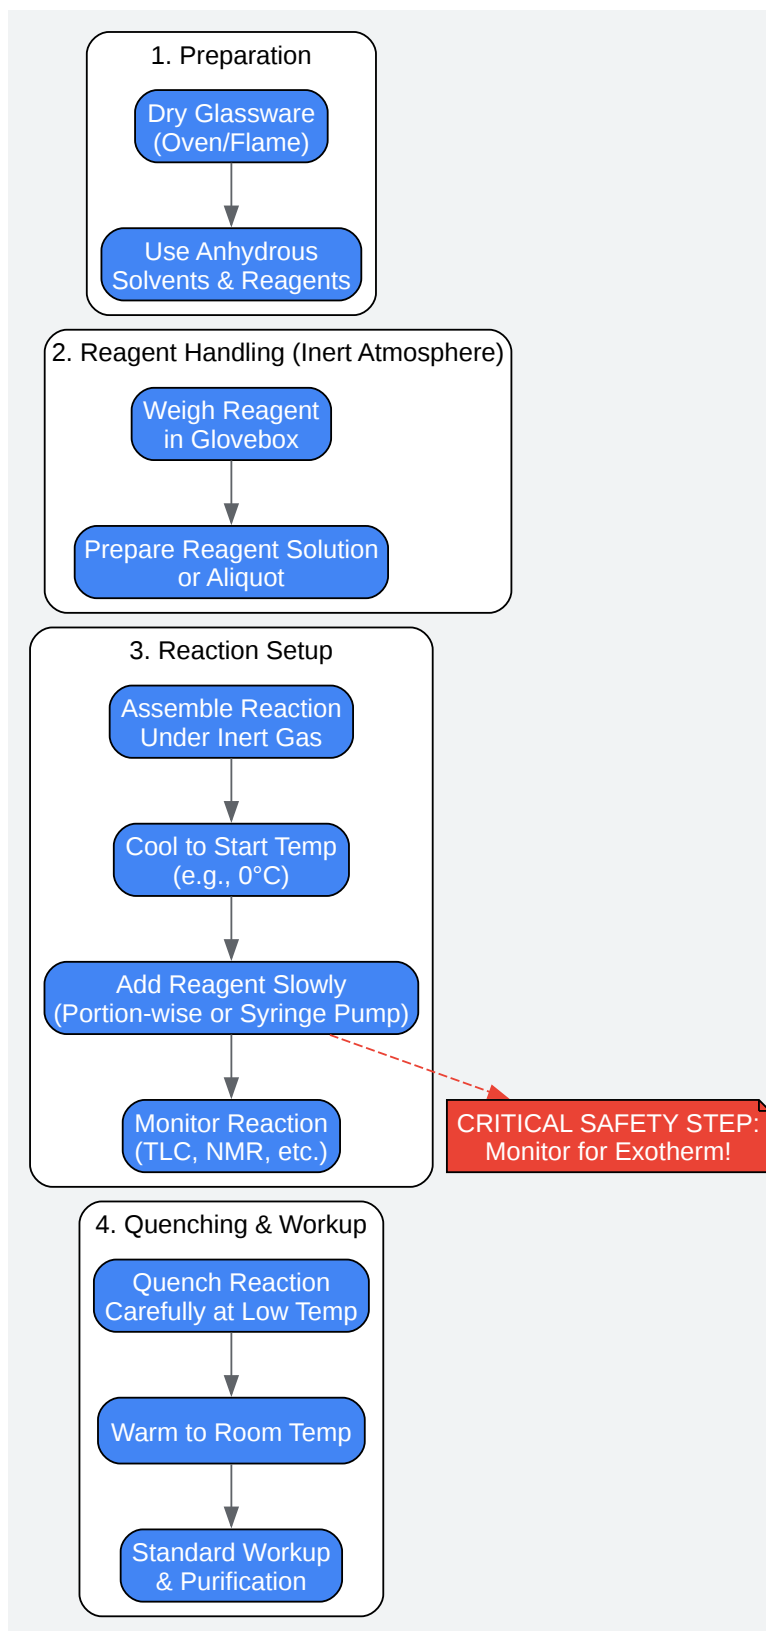 1. Preparation
Dry Glassware
(Oven/Flame)
Use Anhydrous
Solvents & Reagents
2. Reagent Handling (Inert Atmosphere)
Weigh Reagent
in Glovebox
Prepare Reagent Solution
or Aliquot
3. Reaction Setup
Assemble Reaction
Under Inert Gas
Cool to Start Temp
(e.g., 0°C)
Add Reagent Slowly
(Portion-wise or Syringe Pump)
Monitor Reaction
(TLC, NMR, etc.)
CRITICAL SAFETY STEP:
Monitor for Exotherm!
4. Quenching & Workup
Quench Reaction
Carefully at Low Temp
Warm to Room Temp
Standard Workup
& Purification